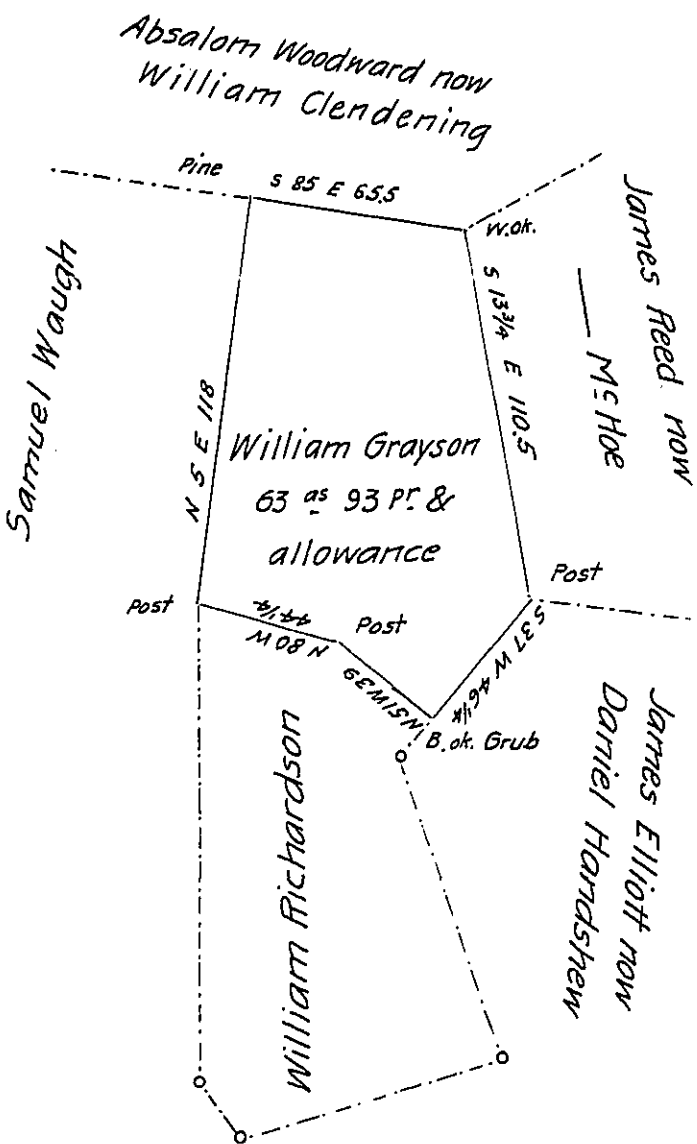 Absalom Woodward now
William Clendening
Pine
S 85 E 65.5
W.ok.
James Reed now
McHoe
S 13¾ E 110.5
Samuel Waugh
N 5 E 118
William Grayson
63 as 93 Pr. &
allowance
Post
Post
N 80 W
44¼
Post
N51W39
S 37 W 46¼
B.ok. Grub
James Elliott now
Daniel Handshew
William Richardson